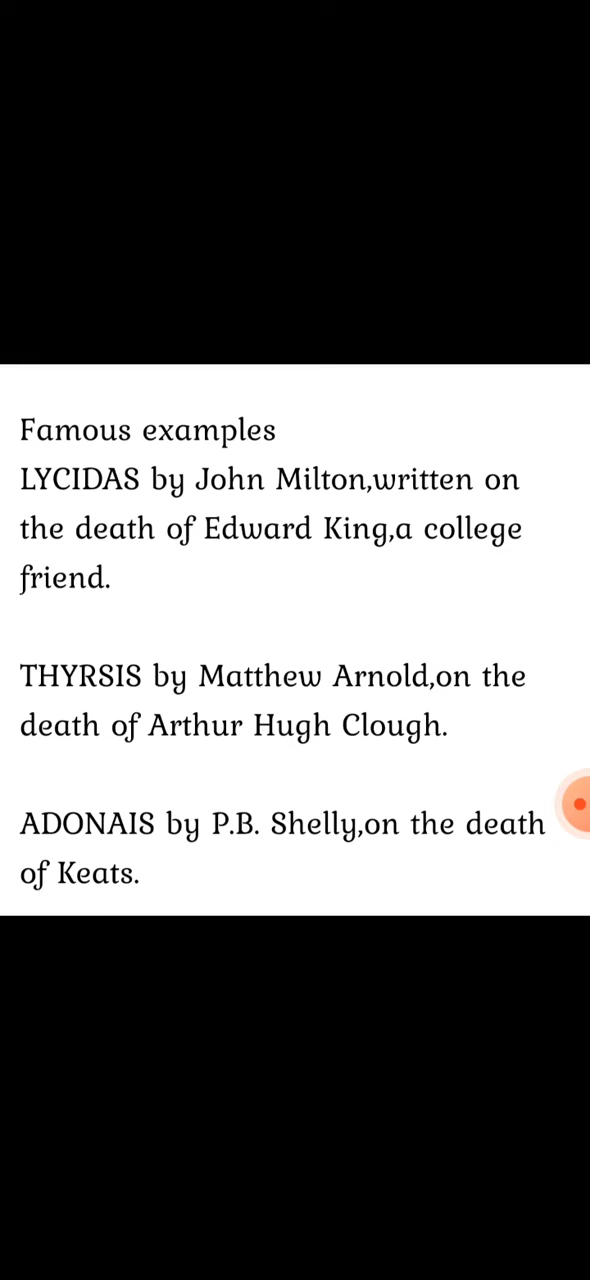 Famous examples
LYCIDAS by John Milton,written on
the death of Edward King,a college
friend.
THYRSIS by Matthew Arnold,on the
death of Arthur Hugh Clough.
ADONAIS by P.B. Shelly,on the death
of Keats.